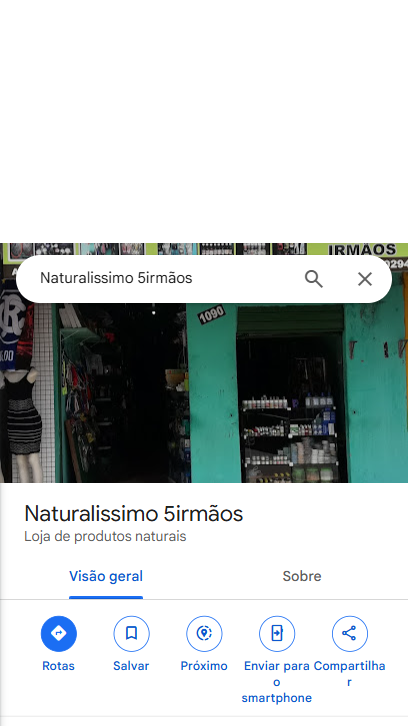 IRMAOS
Naturalissimo 5irmãos
1090
Naturalissimo 5irmãos
Loja de produtos naturais
Visão geral
Sobre
Rotas
Salvar
Próximo
Enviar para
o
smartphone
Compartilha
r